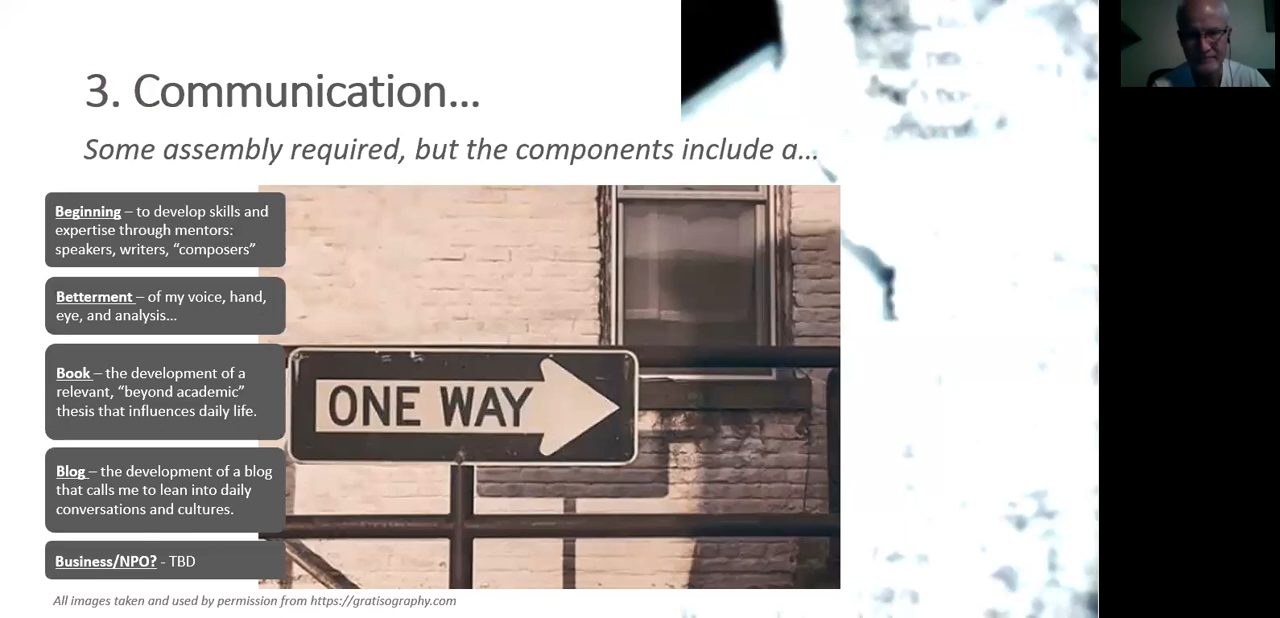 3. Communication...
Some assembly required, but the components include a...
Beginning – to develop skills and
expertise through mentors:
speakers, writers, “composers”
Betterment – of my voice, hand,
eye, and analysis...
Book – the development of a
relevant, “beyond academic”
thesis that influences daily life.
Blog – the development of a blog
that calls me to lean into daily
conversations and cultures.
Business/NPO? - TBD
ONE WAY
All images taken and used by permission from https://gratisography.com